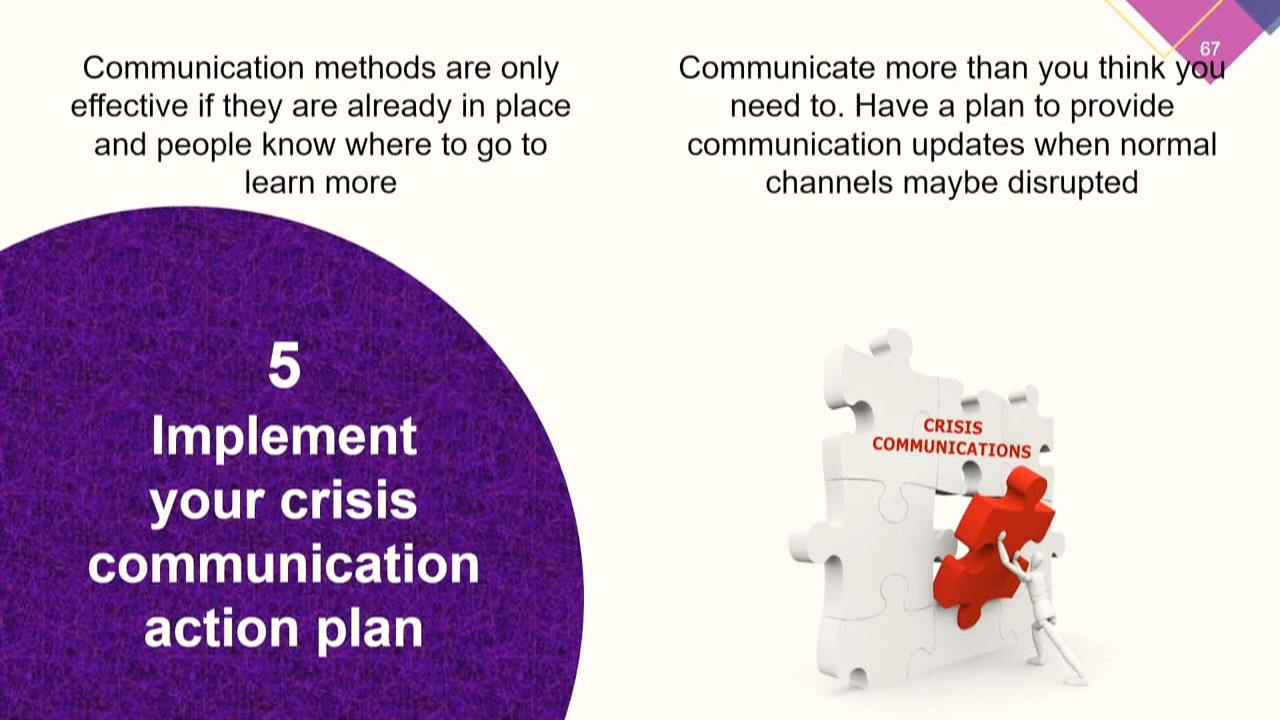 67
Communication methods are only
effective if they are already in place
and people know where to go to
learn more
Communicate more than you think you
need to. Have a plan to provide
communication updates when normal
channels maybe disrupted
5
Implement
your crisis
communication
action plan
CRISIS
COMMUNICATIONS